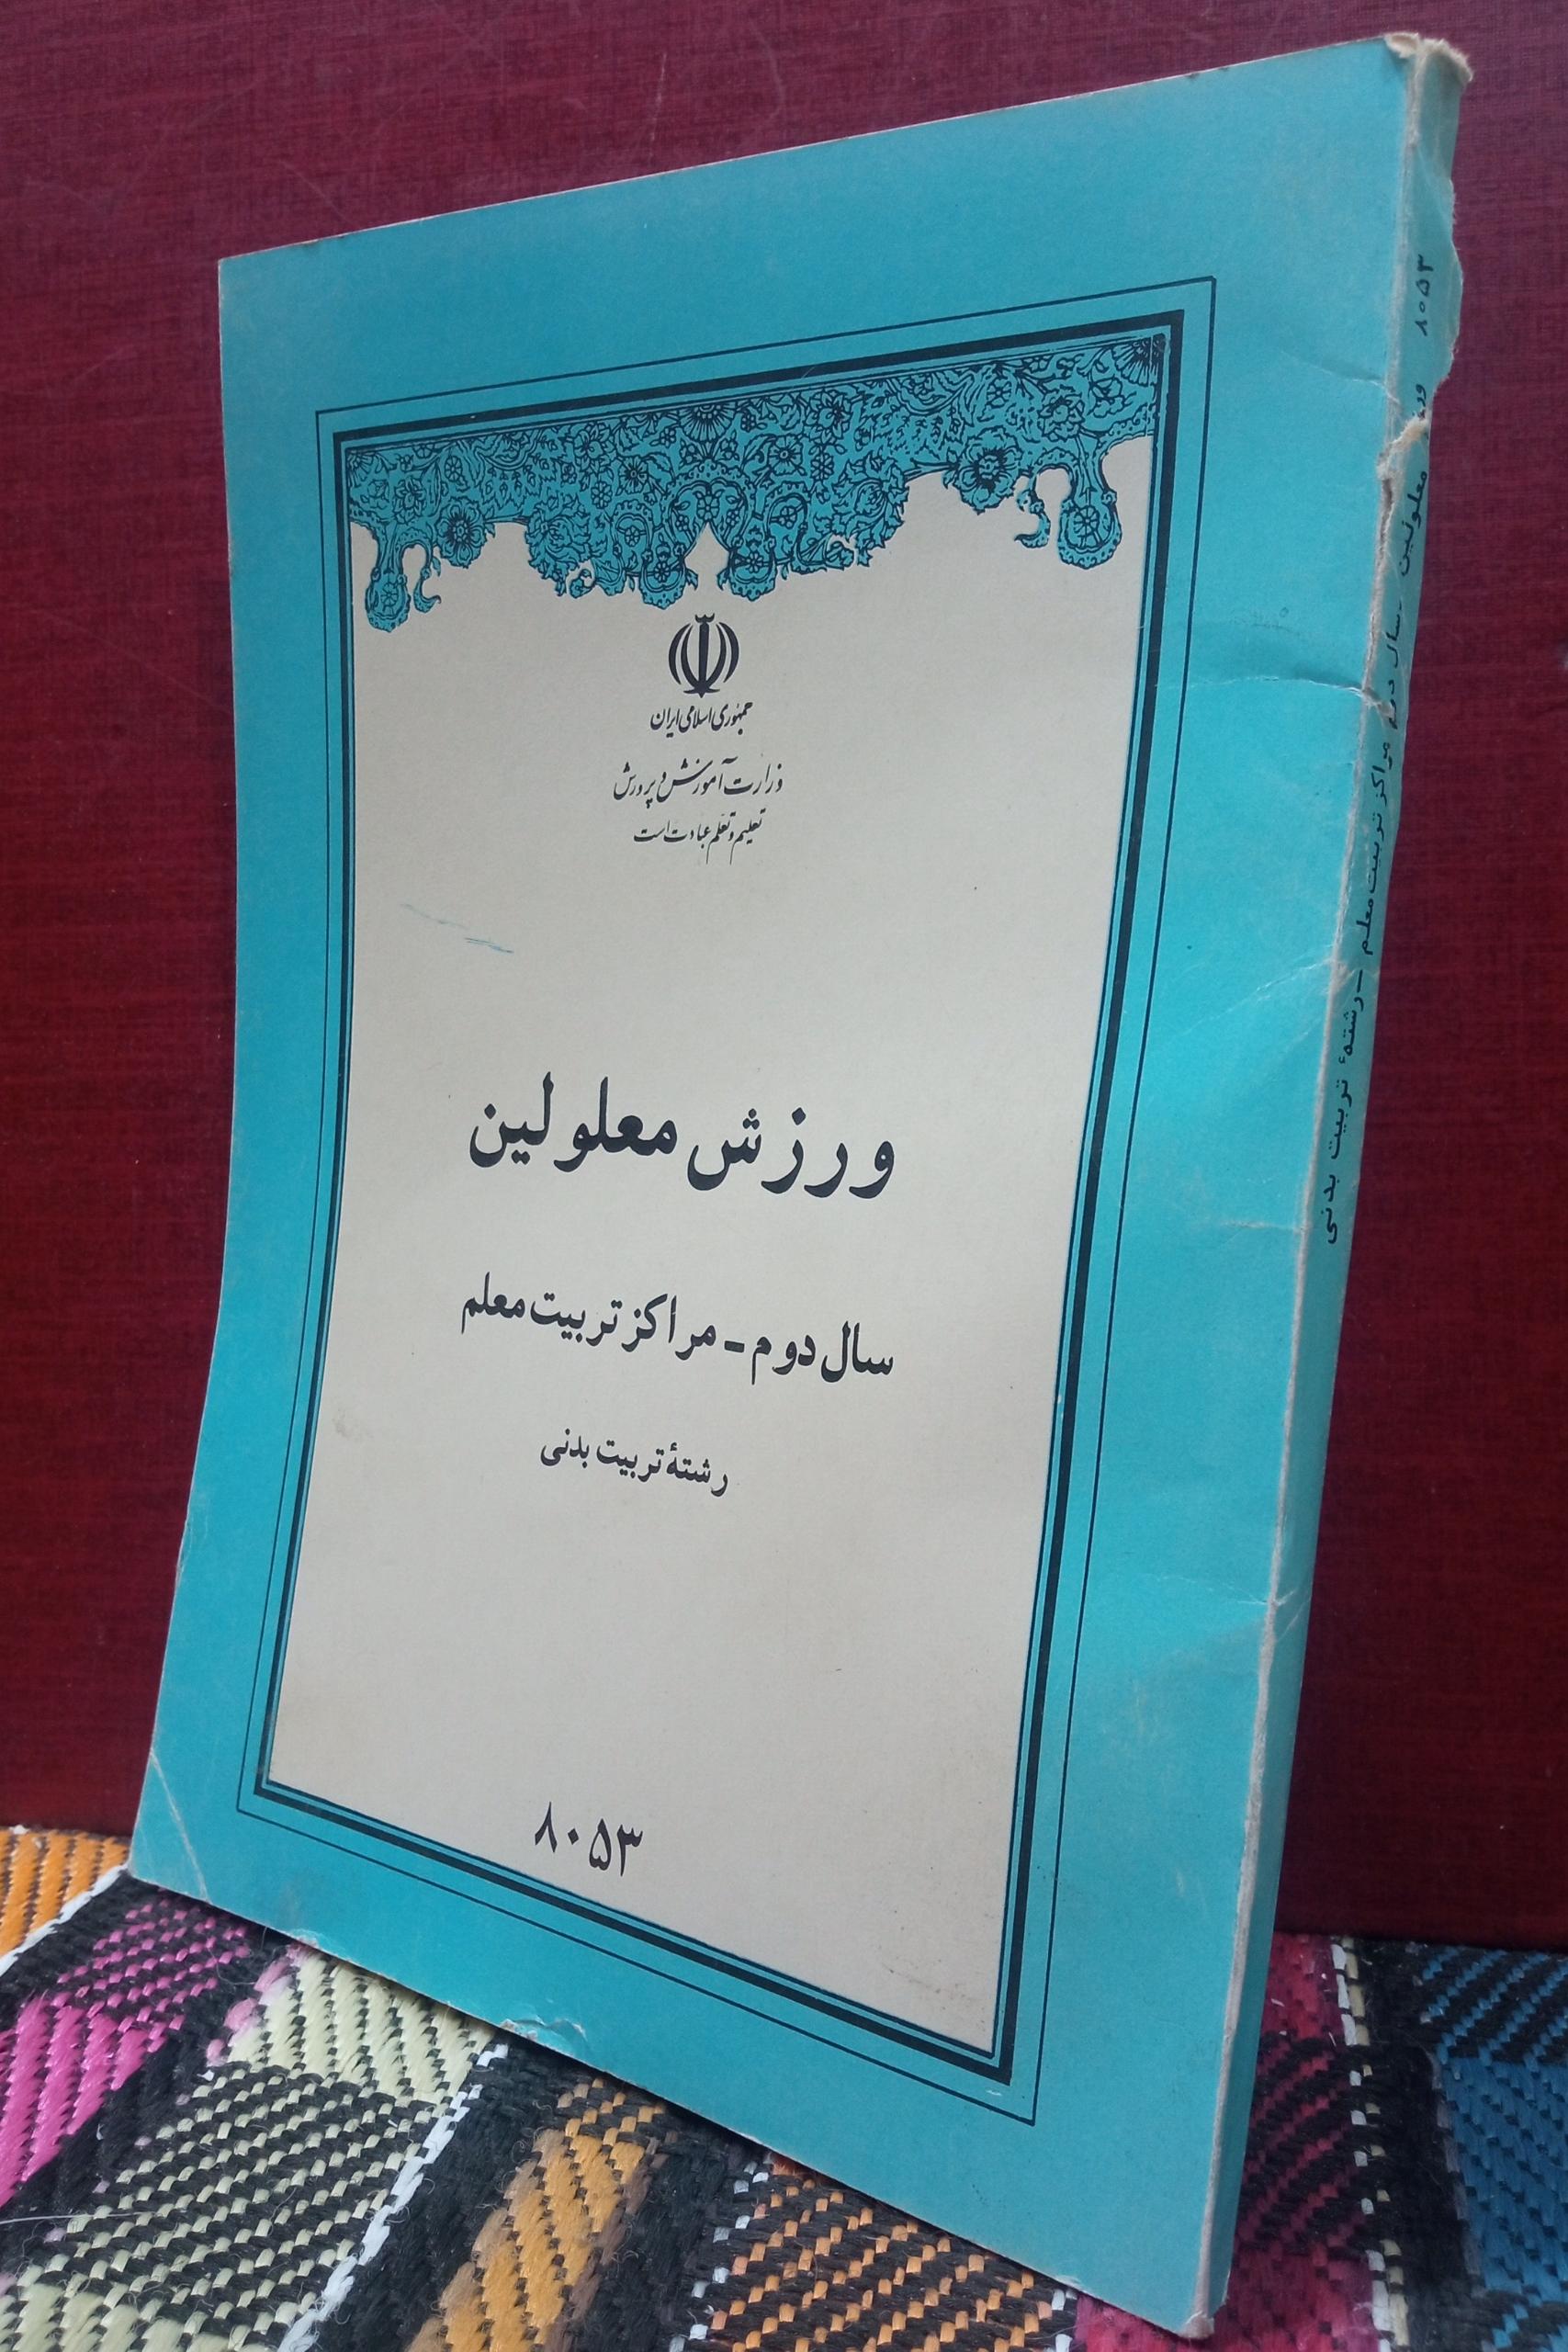 جمهوری اسلامی ایران
وزارت آموزش و پرورش
تعلیم و تعلم عبادت است
ورزش معلولین
سال دوم - مراکز تربیت معلم
رشتهٔ تربیت بدنی
۸۰۵۳
۸۰۵۳ معلولین - سال دوم مراکز تربیت معلم - رشتهٔ تربیت بدنی